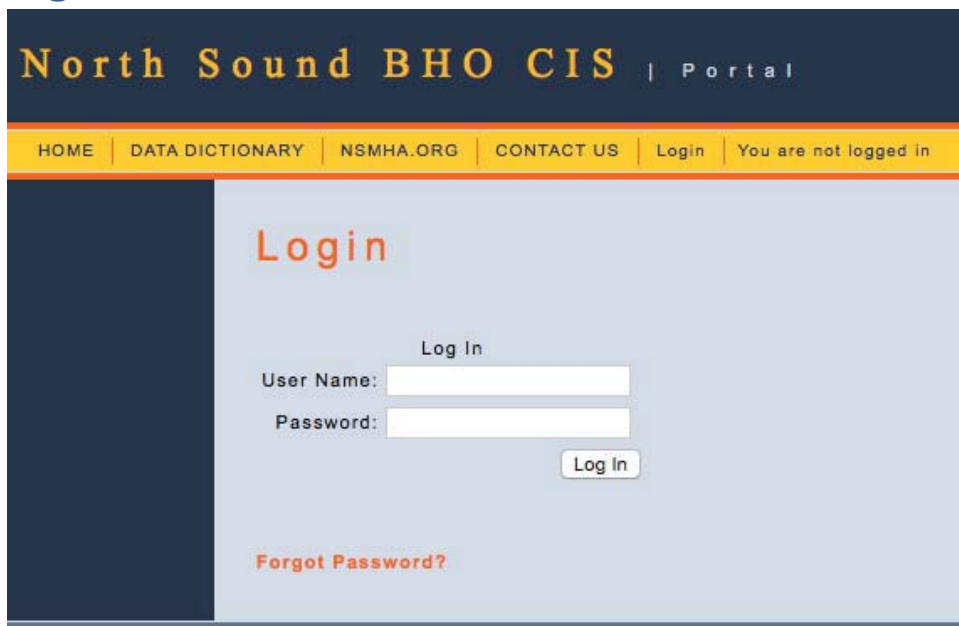 North Sound BHO CIS | Portal
HOME | DATA DICTIONARY | NSMHA.ORG | CONTACT US | Login | You are not logged in
Login
Log In
User Name:
Password:
Log In
Forgot Password?